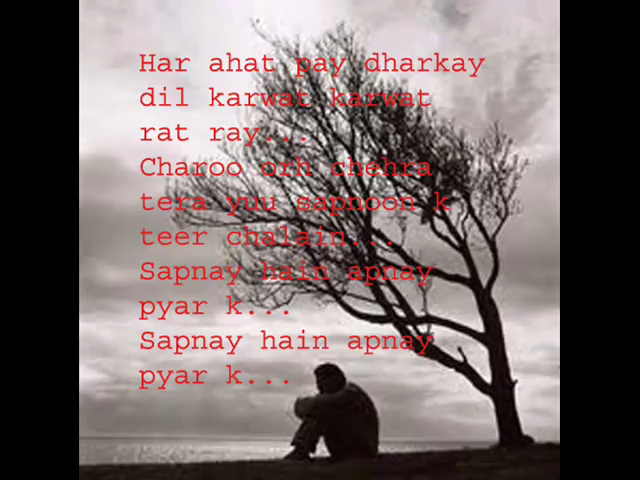 Har ahat pay dharkay
dil karwat karwat
rat ray...
Charoo orh chehra
tera yuu sapnoon k
teer chalain...
Sapnay hain apnay
pyar k...
Sapnay hain apnay
pyar k...